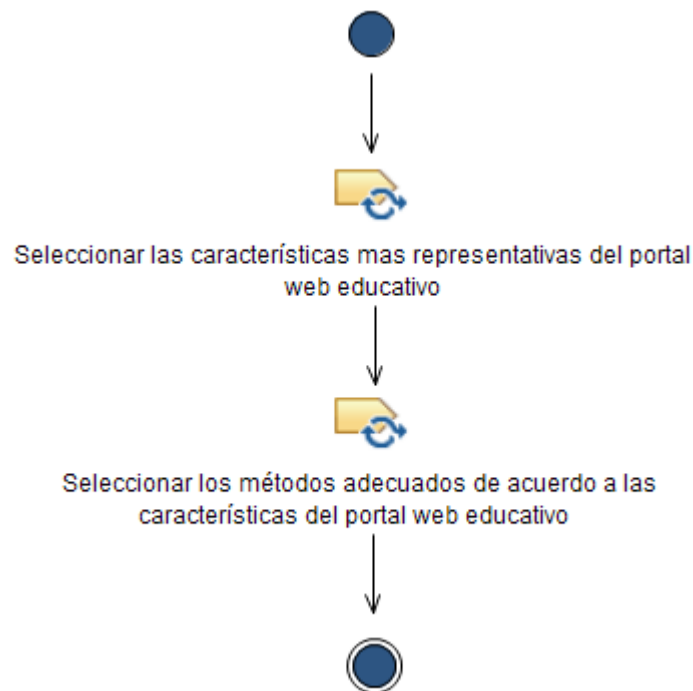 Seleccionar las característícas mas representativas del portal
web educativo
Seleccionar los métodos adecuados de acuerdo a las
características del portal web educativo